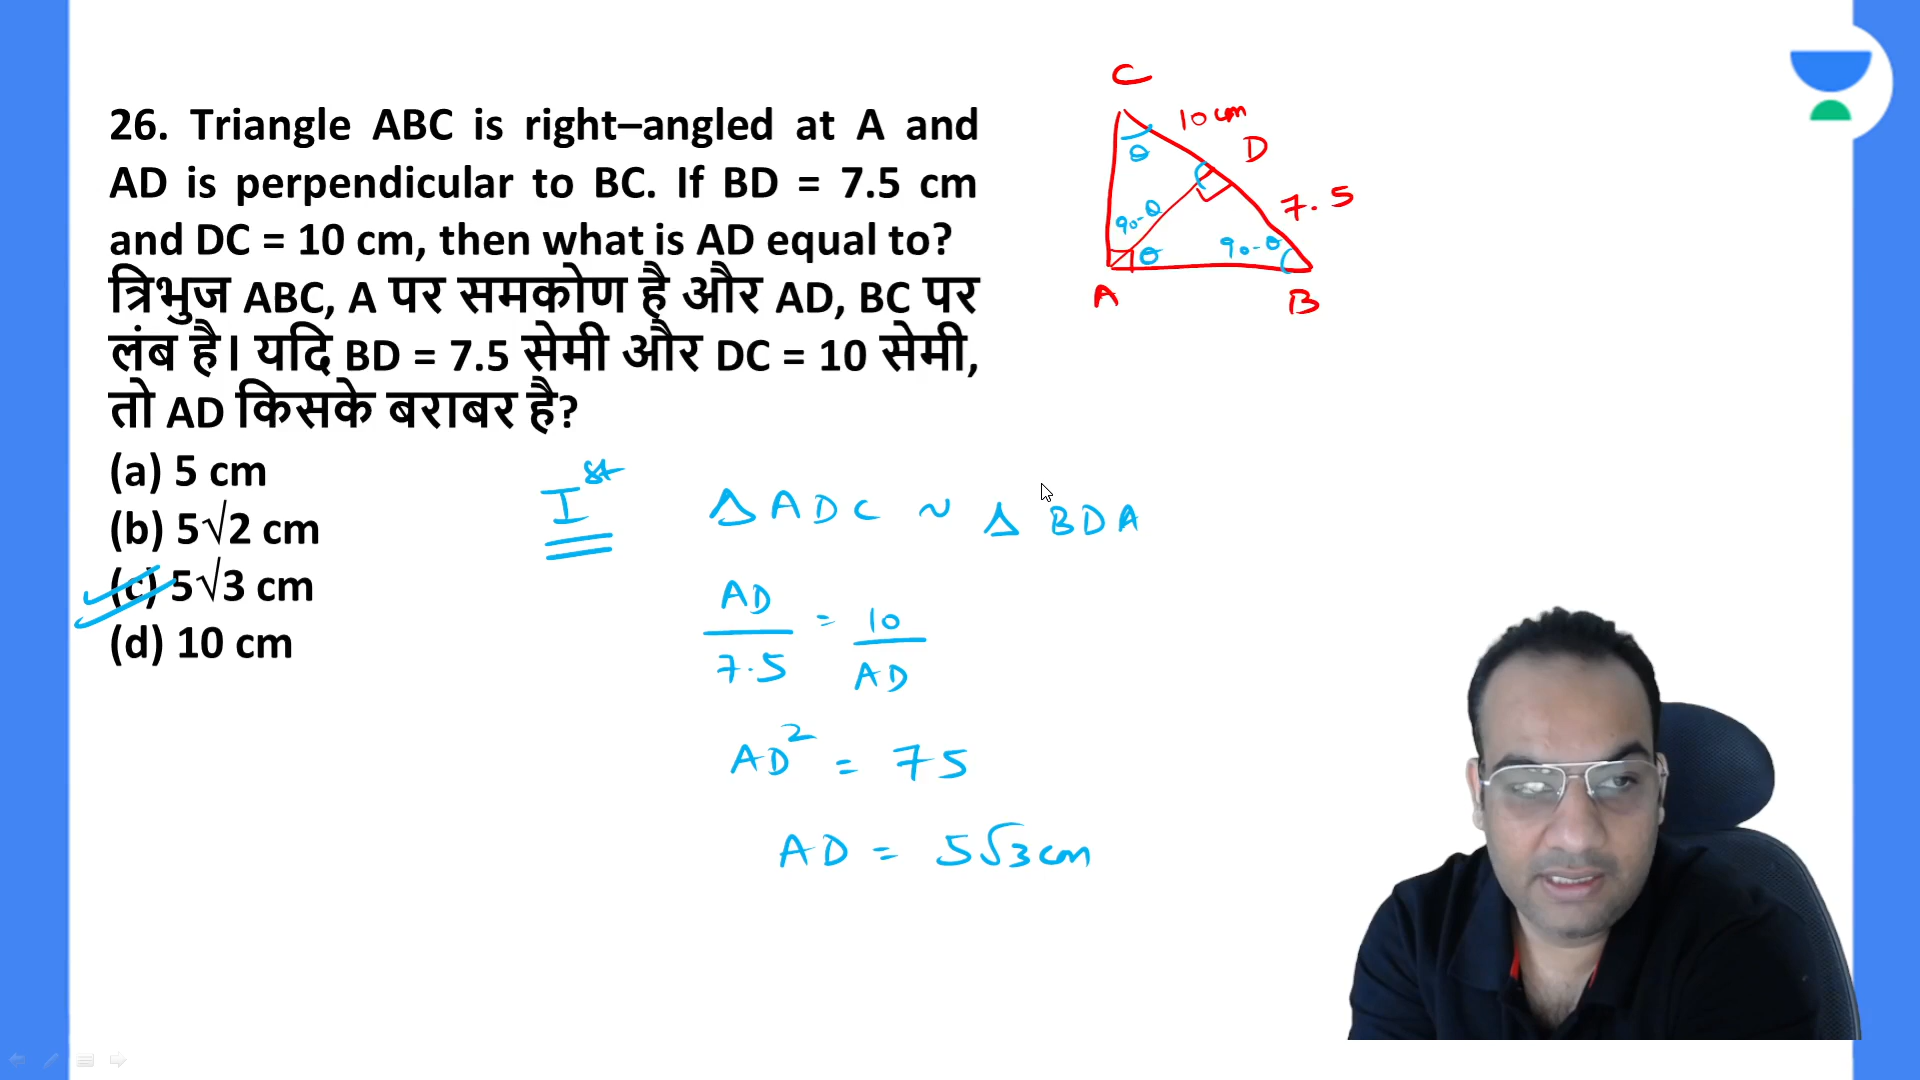 26. Triangle ABC is right–angled at A and
AD is perpendicular to BC. If BD = 7.5 cm
and DC = 10 cm, then what is AD equal to?
त्रिभुज ABC, A पर समकोण है और AD, BC पर
लंब है। यदि BD = 7.5 सेमी और DC = 10 सेमी,
तो AD किसके बराबर है?
(a) 5 cm
(b) 5√2 cm
(c) 5√3 cm
(d) 10 cm
C
10 cm
D
θ
7.5
90-θ
θ
90-θ
A
B
Ist
Δ ADC ~ Δ BDA
AD/7.5 = 10/AD
AD² = 75
AD = 5√3 cm